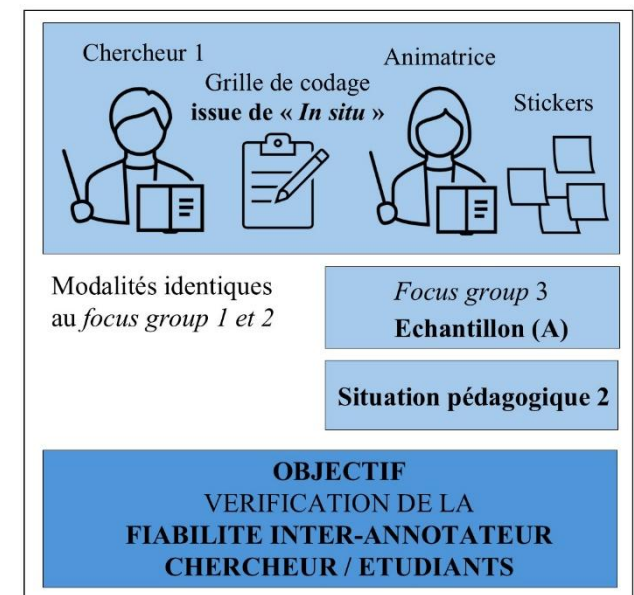 Chercheur 1
Animatrice
Grille de codage
issue de « In situ »
Stickers
Modalités identiques
au focus group 1 et 2
Focus group 3
Echantillon (A)
Situation pédagogique 2
OBJECTIF
VERIFICATION DE LA
FIABILITE INTER-ANNOTATEUR
CHERCHEUR / ETUDIANTS